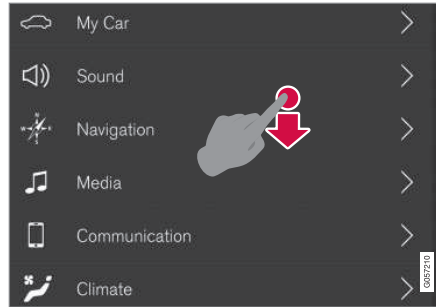 My Car
Sound
Navigation
Media
Communication
Climate
G057210